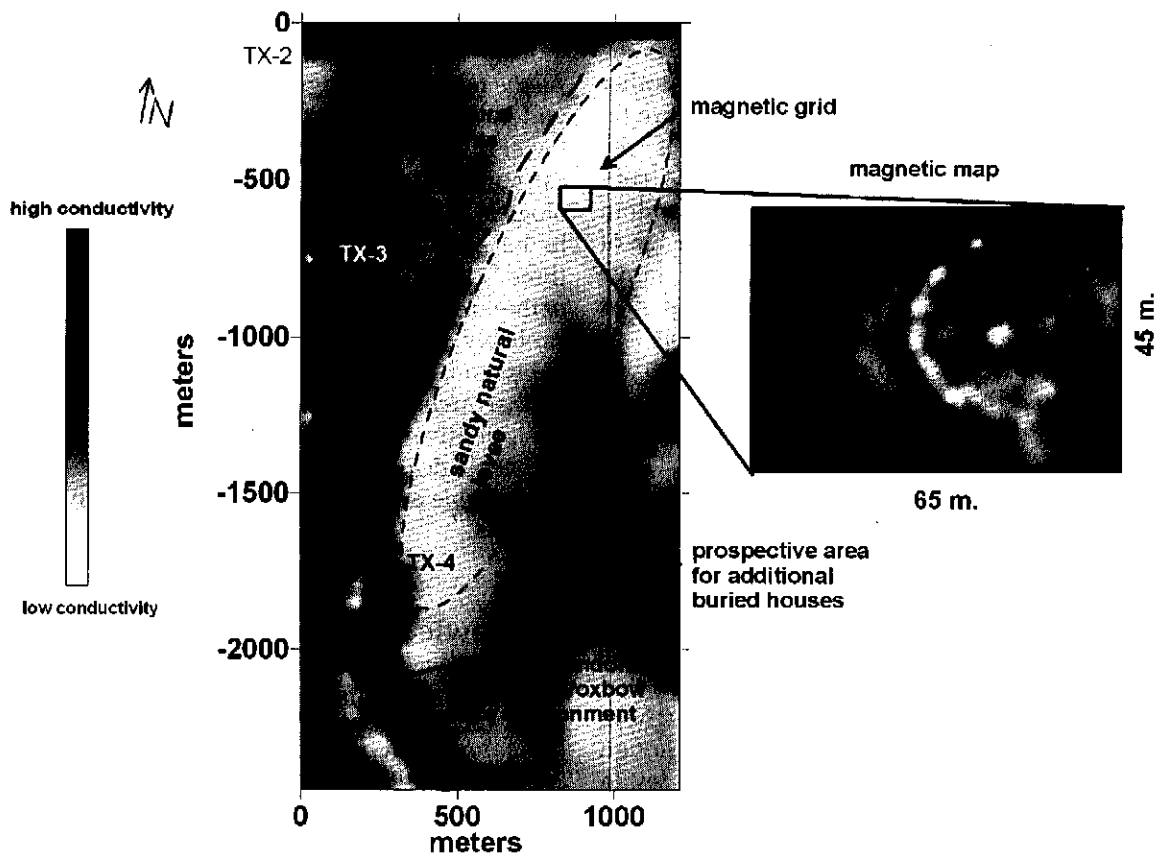 0
TX-2
N
magnetic grid
-500
magnetic map
high conductivity
TX-3
45 m.
-1000
meters
sandy natural
-1500
65 m.
TX-4
prospective area
for additional
buried houses
low conductivity
-2000
oxbow
0
500
1000
meters